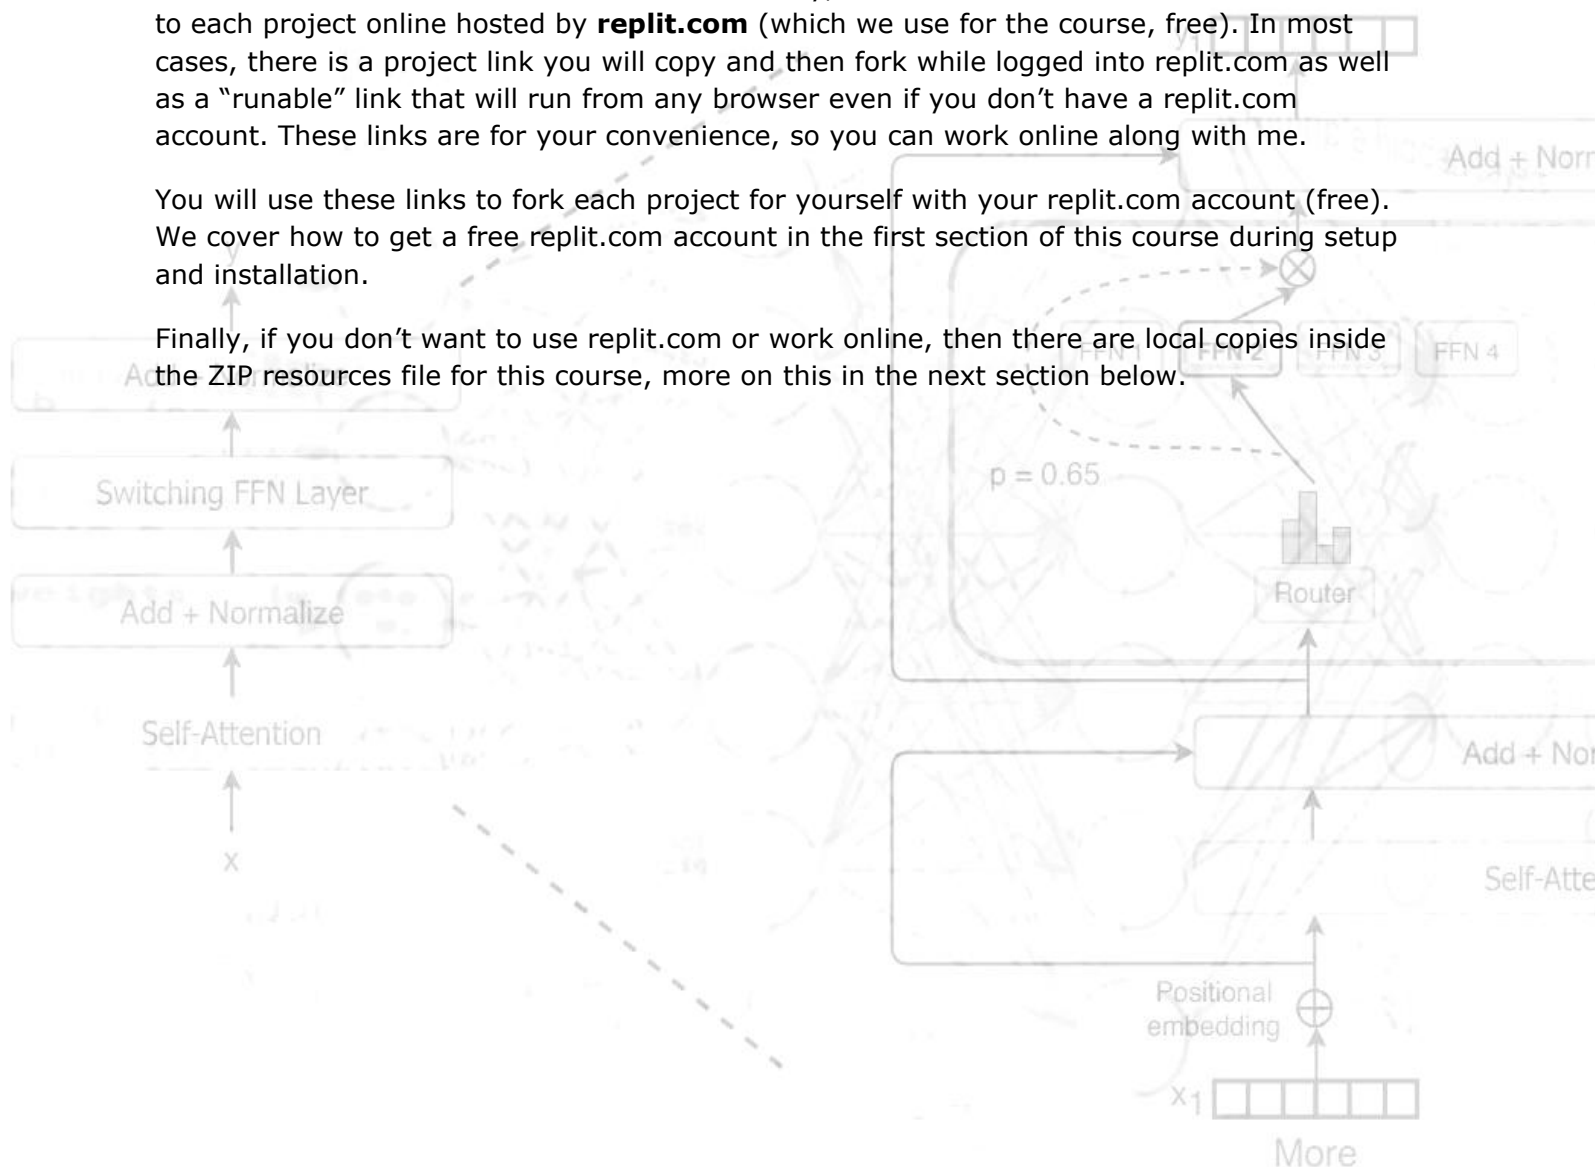 to each project online hosted by replit.com (which we use for the course, free). In most
cases, there is a project link you will copy and then fork while logged into replit.com as well
as a “runable” link that will run from any browser even if you don’t have a replit.com
account. These links are for your convenience, so you can work online along with me.
You will use these links to fork each project for yourself with your replit.com account (free).
We cover how to get a free replit.com account in the first section of this course during setup
and installation.
Finally, if you don’t want to use replit.com or work online, then there are local copies inside
the ZIP resources file for this course, more on this in the next section below.
y
Add + Normalize
Switching FFN Layer
Add + Normalize
Self-Attention
x
y1
Add + Norm
FFN 1
FFN 2
FFN 3
FFN 4
p = 0.65
Router
Add + Nor
Self-Atte
Positional
embedding
x1
More